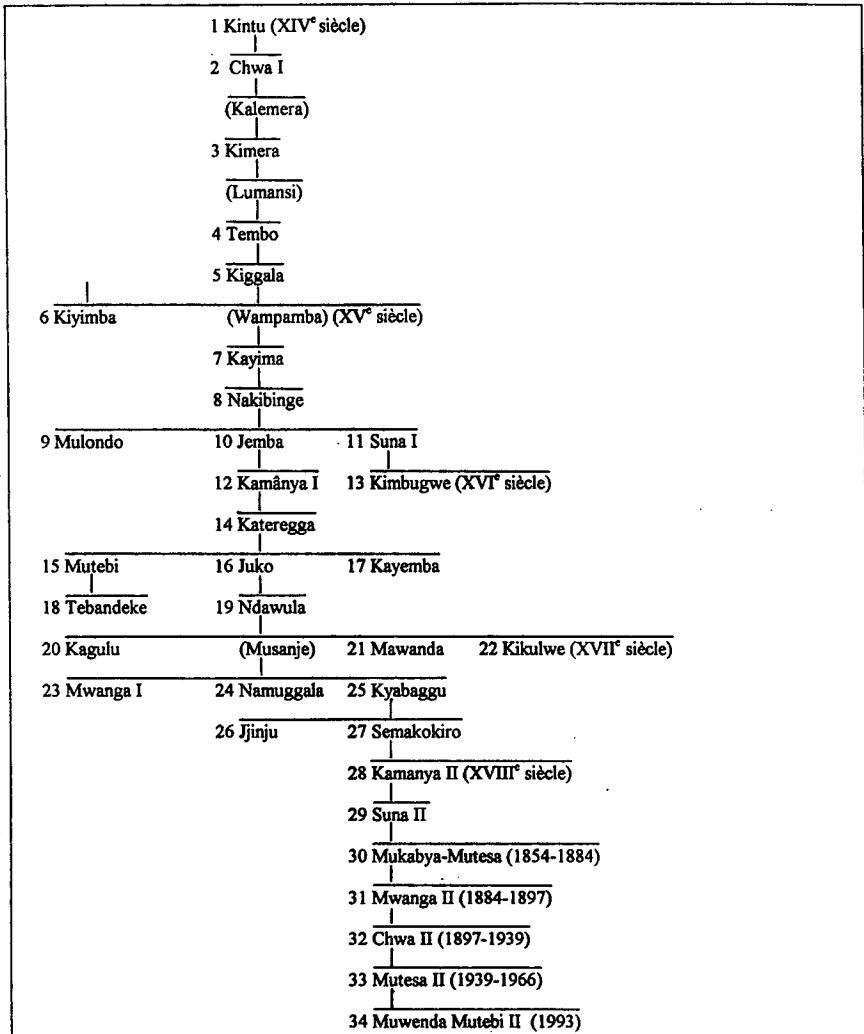 1 Kintu (XIVe siècle)
2 Chwa I
(Kalemera)
3 Kimera
(Lumansi)
4 Tembo
5 Kiggala
6 Kiyimba (Wampamba) (XVe siècle)
7 Kayima
8 Nakibinge
9 Mulondo 10 Jemba 11 Suna I
12 Kamânya I 13 Kimbugwe (XVIe siècle)
14 Kateregga
15 Mutebi 16 Juko 17 Kayemba
18 Tebandeke 19 Ndawula
20 Kagulu (Musanje) 21 Mawanda 22 Kikulwe (XVIIe siècle)
23 Mwanga I 24 Namuggala 25 Kyabaggu
26 Jjinju 27 Semakokiro
28 Kamanya II (XVIIIe siècle)
29 Suna II
30 Mukabya-Mutesa (1854-1884)
31 Mwanga II (1884-1897)
32 Chwa II (1897-1939)
33 Mutesa II (1939-1966)
34 Muwenda Mutebi II (1993)